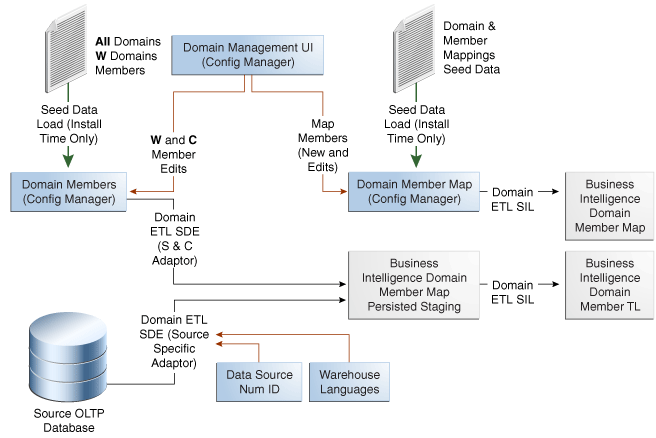 All Domains
W Domains
Members
Domain Management UI
(Config Manager)
Domain &
Member
Mappings
Seed Data
Seed Data
Load (Install
Time Only)
W and C
Member
Edits
Map
Members
(New and
Edits)
Seed Data
Load (Install
Time Only)
Domain Members
(Config Manager)
Domain Member Map
(Config Manager)
Domain
ETL SIL
Business
Intelligence
Domain
Member Map
Domain
ETL SDE
(S & C
Adaptor)
Business
Intelligence Domain
Member Map
Persisted Staging
Domain
ETL SIL
Business
Intelligence
Domain
Member TL
Domain ETL
SDE (Source
Specific
Adaptor)
Data Source
Num ID
Warehouse
Languages
Source OLTP
Database